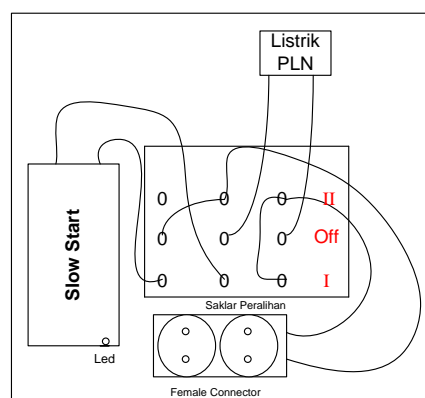 Listrik
PLN
Slow Start
0 0 0 II
0 0 0 Off
0 0 0 I
Saklar Peralihan
Led
Female Connector